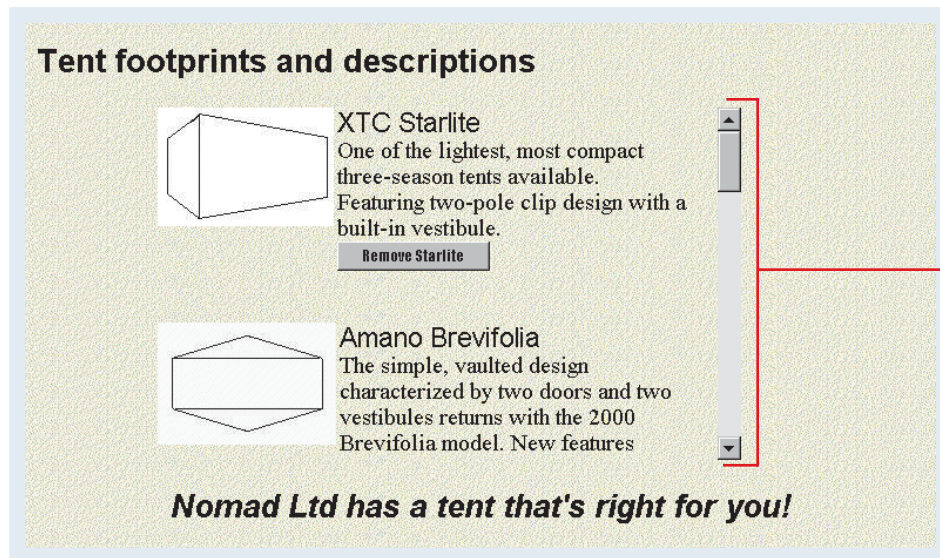 Tent footprints and descriptions
XTC Starlite
One of the lightest, most compact
three-season tents available.
Featuring two-pole clip design with a
built-in vestibule.
Remove Starlite
Amano Brevifolia
The simple, vaulted design
characterized by two doors and two
vestibules returns with the 2000
Brevifolia model. New features
Nomad Ltd has a tent that's right for you!